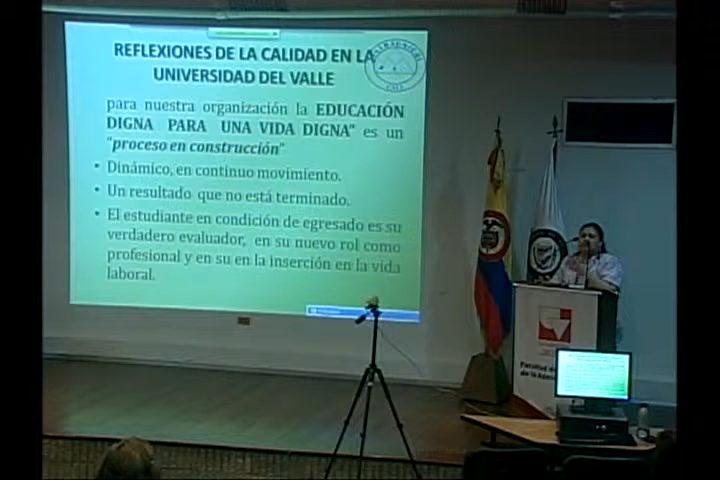 REFLEXIONES DE LA CALIDAD EN LA
UNIVERSIDAD DEL VALLE
para nuestra organización la EDUCACIÓN
DIGNA PARA UNA VIDA DIGNA" es un
"proceso en construcción"
• Dinámico, en continuo movimiento.
• Un resultado que no está terminado.
• El estudiante en condición de egresado es su
verdadero evaluador, en su nuevo rol como
profesional y en su en la inserción en la vida
laboral.